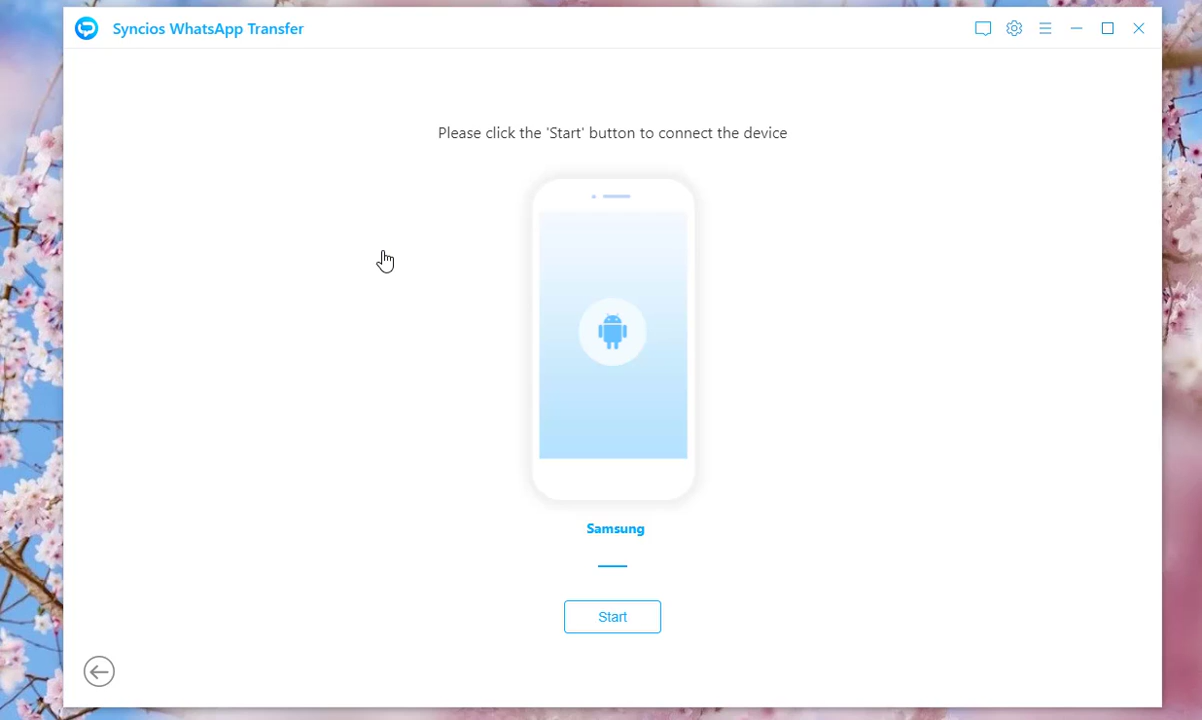 Syncios WhatsApp Transfer
Please click the 'Start' button to connect the device
Samsung
Start